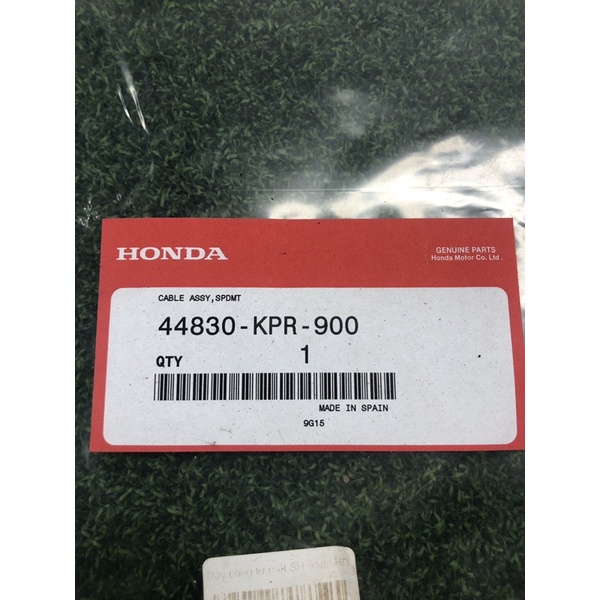 HONDA
GENUINE PARTS
Honda Motor Co. Ltd.
CABLE ASSY,SPDMT
44830-KPR-900
QTY 1
MADE IN SPAIN
9G15